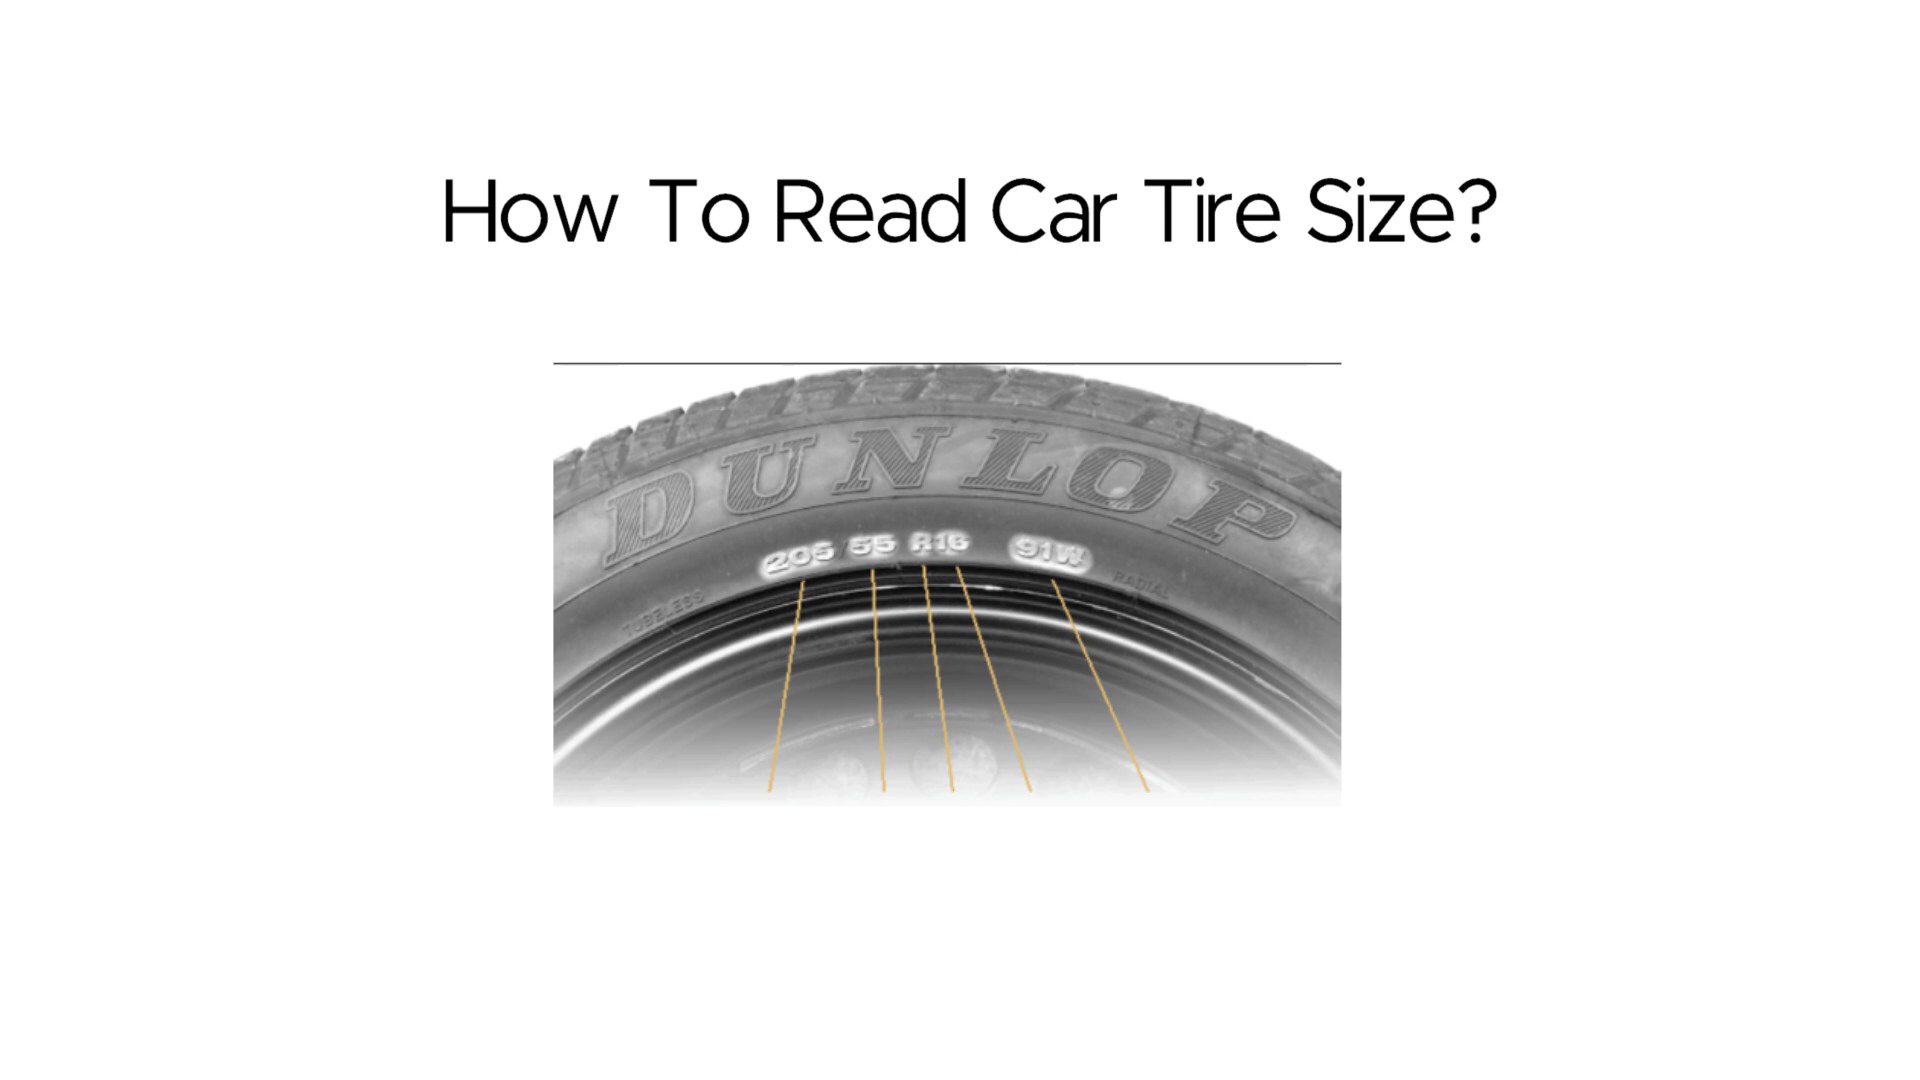 How To Read Car Tire Size?
DUNLOP
205/55 R16 91W
TUBELESS
RADIAL